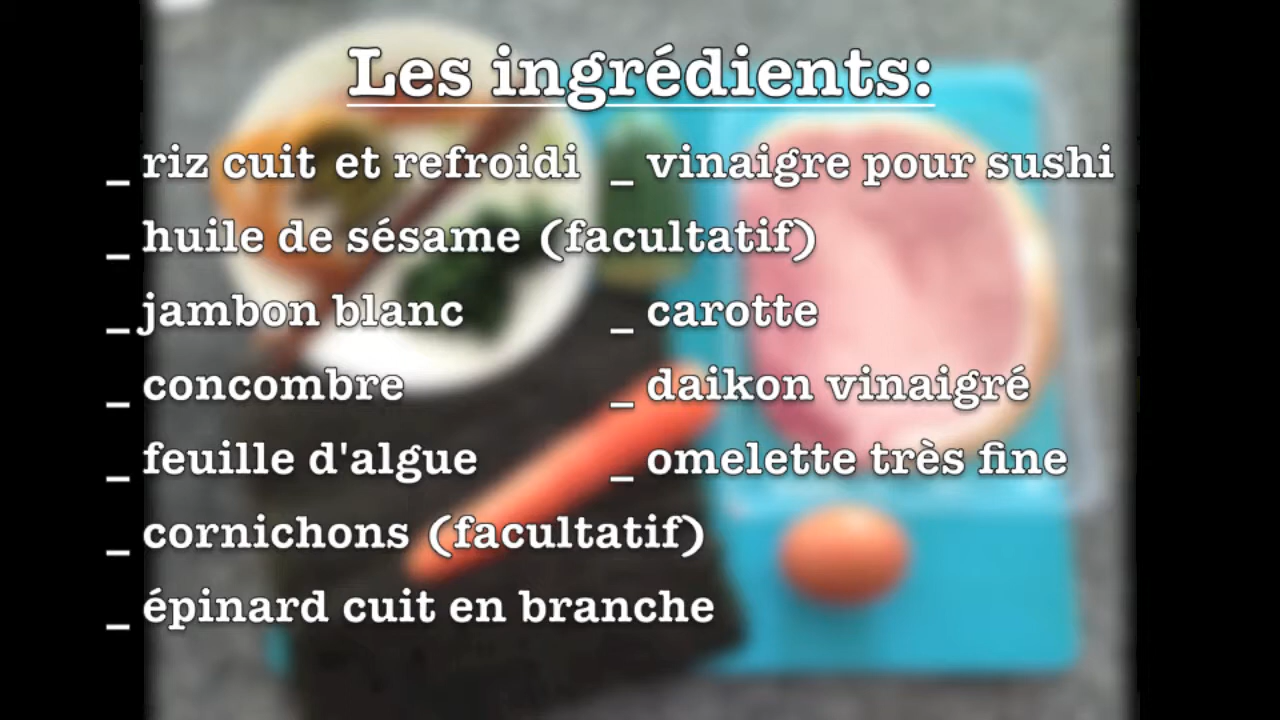 Les ingrédients:
_ riz cuit et refroidi _ vinaigre pour sushi
_ huile de sésame (facultatif)
_ jambon blanc _ carotte
_ concombre _ daikon vinaigré
_ feuille d'algue _ omelette très fine
_ cornichons (facultatif)
_ épinard cuit en branche